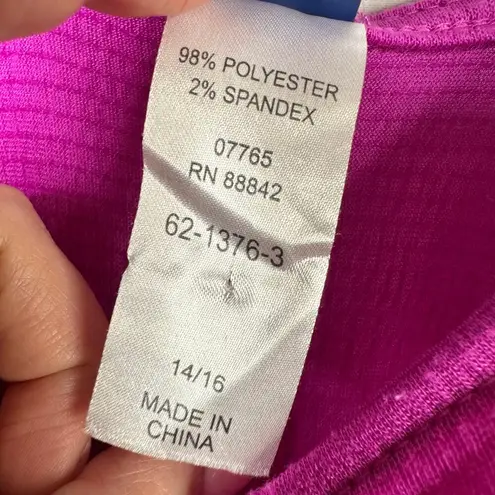 98% POLYESTER
2% SPANDEX
07765
RN 88842
62-1376-3
14/16
MADE IN
CHINA